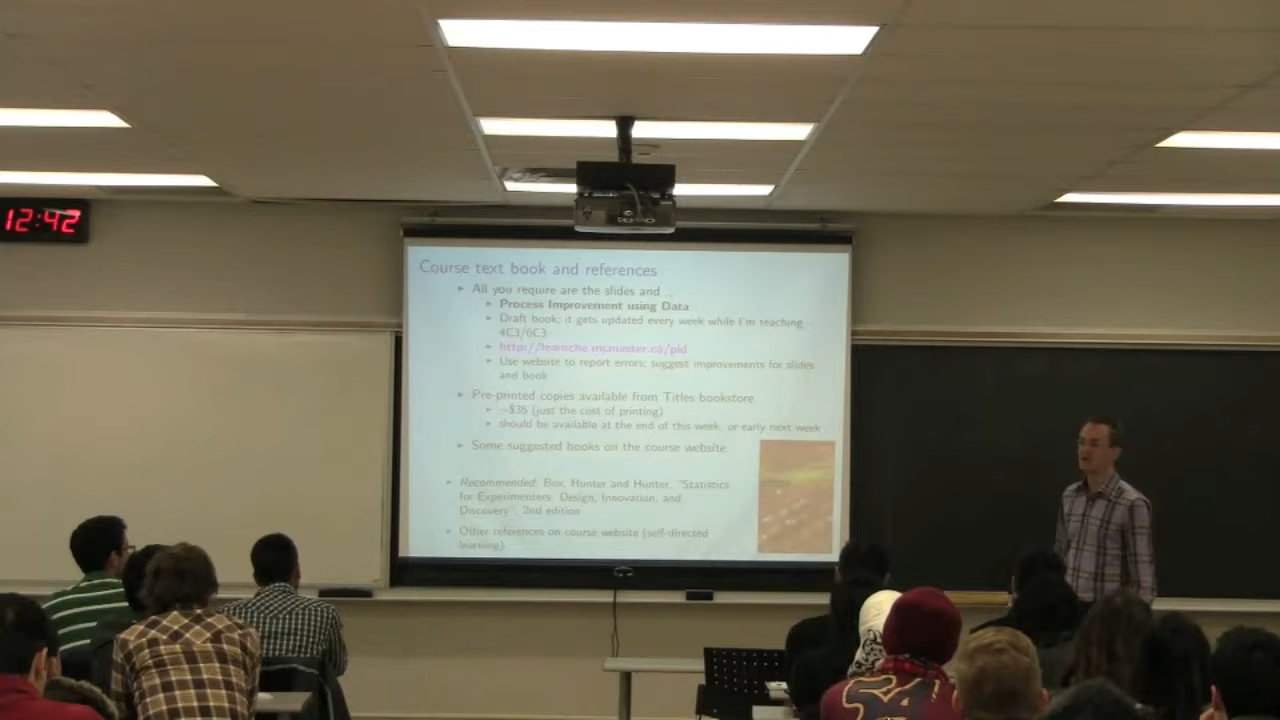 12:42
Course text book and references
All you require are the slides and ...
Process Improvement using Data
Draft book; it gets updated every week while I'm teaching
4C3/6C3
http://learnche.mcmaster.ca/pid
Use website to report errors; suggest improvements for slides
and book
Pre-printed copies available from Titles bookstore
~$35 (just the cost of printing)
should be available at the end of this week, or early next week
Some suggested books on the course website.
Recommended: Box, Hunter and Hunter, "Statistics
for Experimenters: Design, Innovation, and
Discovery", 2nd edition
Other references on course website (self-directed
learning)
54